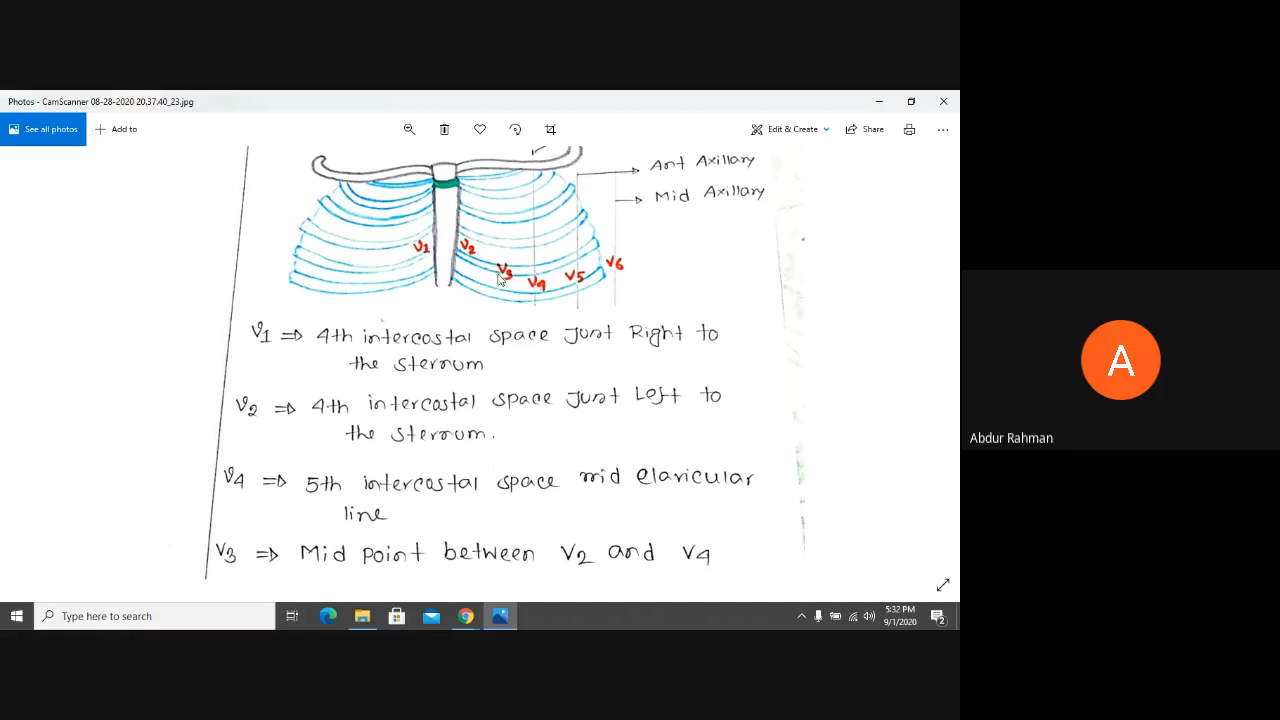 Photos - CamScanner 08-28-2020 20.37.40_23.jpg
See all photos
Add to
Edit & Create
Share
Ant Axillary
Mid Axillary
V1 V2
V3 V4 V5 V6
V1 ⇒ 4th intercostal space Just Right to
the sternum
V2 ⇒ 4th intercostal space Just Left to
the sternum.
V4 ⇒ 5th intercostal space mid clavicular
line
V3 ⇒ Mid point between V2 and V4
A
Abdur Rahman
Type here to search
5:32 PM
9/1/2020
2